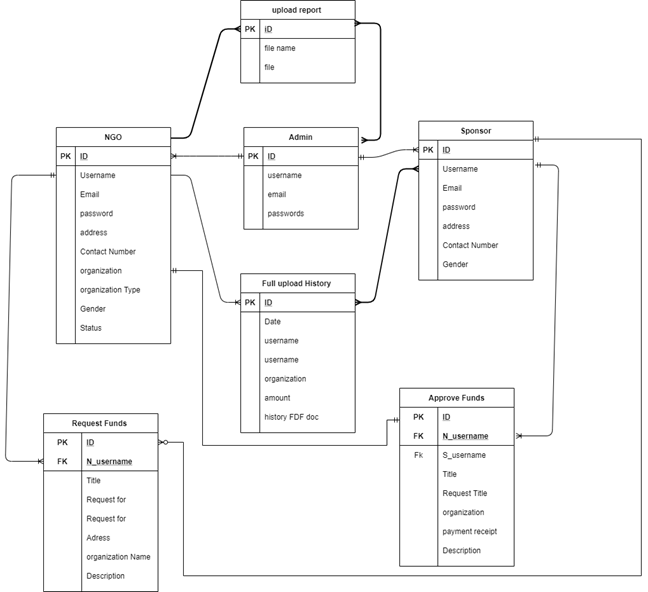 upload report
PK iD
file name
file
NGO
PK ID
Username
Email
password
address
Contact Number
organization
organization Type
Gender
Status
Admin
PK ID
username
email
passwords
Sponsor
PK ID
Username
Email
password
address
Contact Number
Gender
Full upload History
PK ID
Date
username
username
organization
amount
history FDF doc
Request Funds
PK ID
FK N_username
Title
Request for
Request for
Adress
organization Name
Description
Approve Funds
PK ID
FK N_username
Fk S_username
Title
Request Title
organization
payment receipt
Description